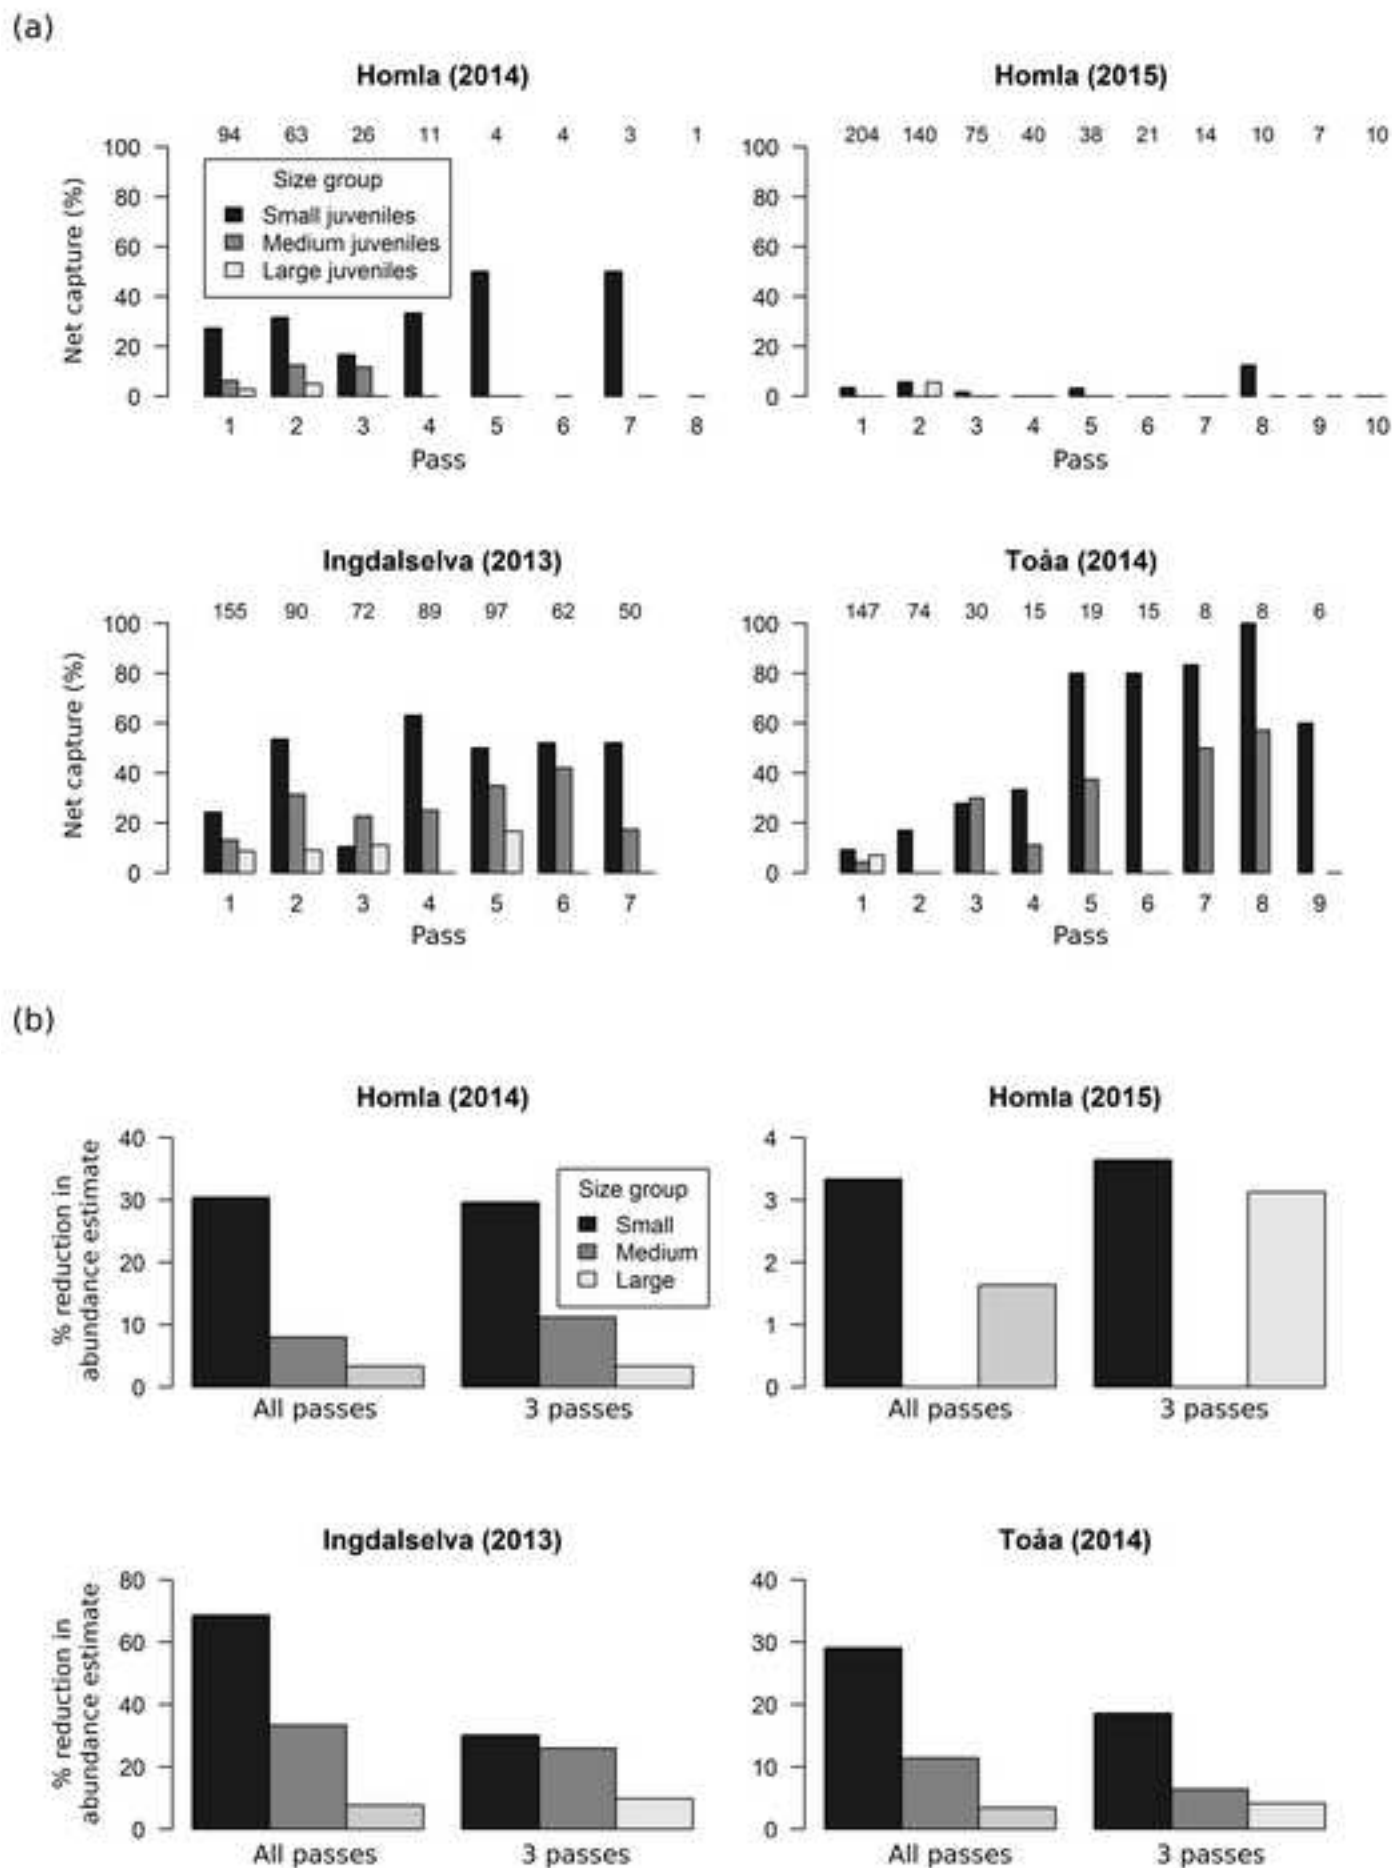 (a)
Homla (2014)
94 63 26 11 4 4 3 1
Net capture (%)
100
80
60
40
20
0
Size group
Small juveniles
Medium juveniles
Large juveniles
1 2 3 4 5 6 7 8
Pass
Homla (2015)
204 140 75 40 38 21 14 10 7 10
100
80
60
40
20
0
1 2 3 4 5 6 7 8 9 10
Pass
Ingdalselva (2013)
155 90 72 89 97 62 50
Net capture (%)
100
80
60
40
20
0
1 2 3 4 5 6 7
Pass
Toåa (2014)
147 74 30 15 19 15 8 8 6
100
80
60
40
20
0
1 2 3 4 5 6 7 8 9
Pass
(b)
Homla (2014)
% reduction in
abundance estimate
40
30
20
10
0
Size group
Small
Medium
Large
All passes 3 passes
Homla (2015)
4
3
2
1
0
All passes 3 passes
Ingdalselva (2013)
% reduction in
abundance estimate
80
60
40
20
0
All passes 3 passes
Toåa (2014)
40
30
20
10
0
All passes 3 passes